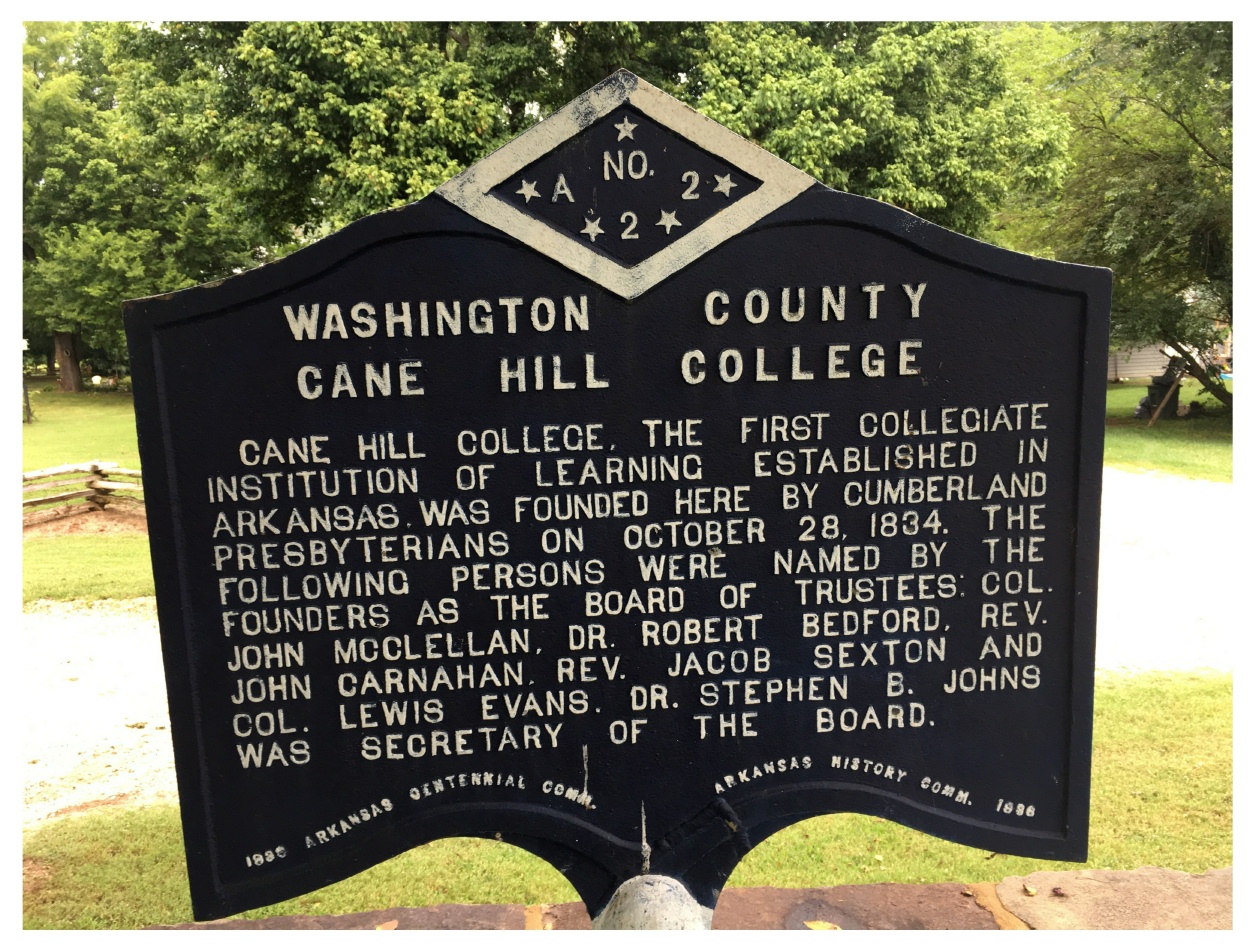 NO.
A 2
2
WASHINGTON COUNTY
CANE HILL COLLEGE
CANE HILL COLLEGE, THE FIRST COLLEGIATE
INSTITUTION OF LEARNING ESTABLISHED IN
ARKANSAS, WAS FOUNDED HERE BY CUMBERLAND
PRESBYTERIANS ON OCTOBER 28, 1834. THE
FOLLOWING PERSONS WERE NAMED BY THE
FOUNDERS AS THE BOARD OF TRUSTEES: COL.
JOHN MCCLELLAN, DR. ROBERT BEDFORD, REV.
JOHN CARNAHAN, REV. JACOB SEXTON AND
COL. LEWIS EVANS. DR. STEPHEN B. JOHNS
WAS SECRETARY OF THE BOARD.
1836 ARKANSAS CENTENNIAL COMM.
ARKANSAS HISTORY COMM. 1936